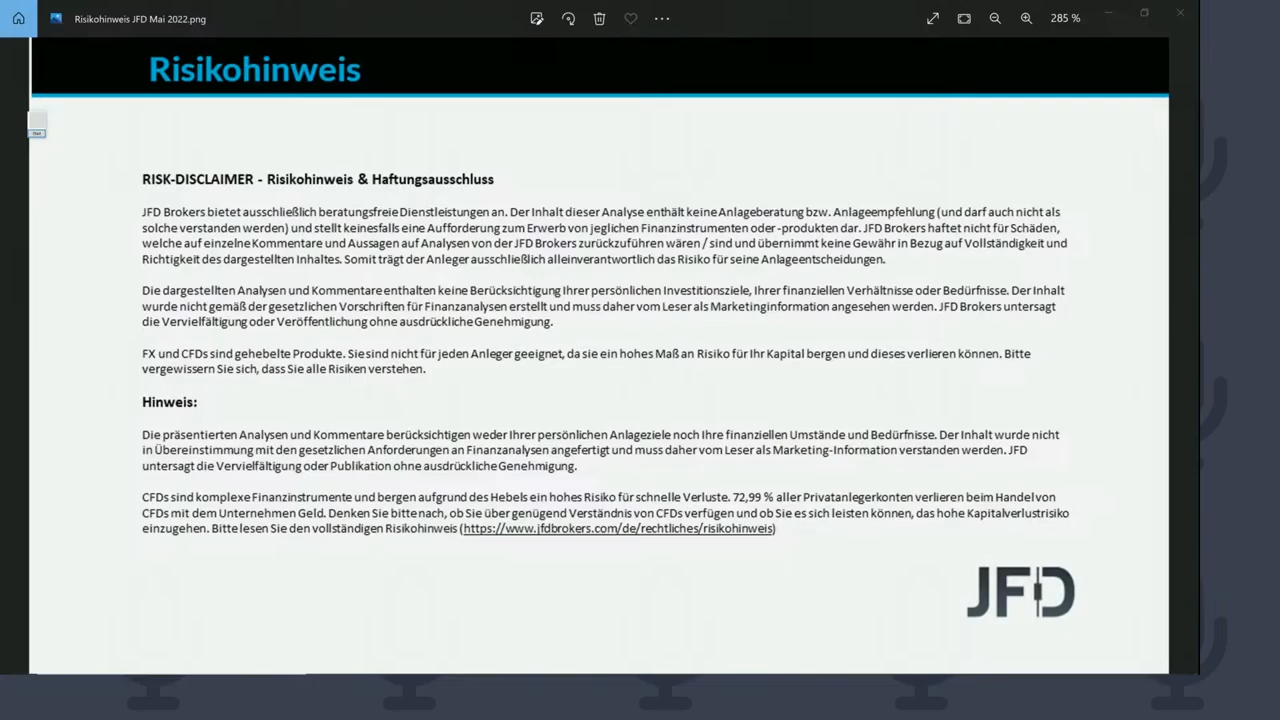 Risikohinweis JFD Mai 2022.png
285 %
Risikohinweis
RISK-DISCLAIMER - Risikohinweis & Haftungsausschluss
JFD Brokers bietet ausschließlich beratungsfreie Dienstleistungen an. Der Inhalt dieser Analyse enthält keine Anlageberatung bzw. Anlageempfehlung (und darf auch nicht als
solche verstanden werden) und stellt keinesfalls eine Aufforderung zum Erwerb von jeglichen Finanzinstrumenten oder -produkten dar. JFD Brokers haftet nicht für Schäden,
welche auf einzelne Kommentare und Aussagen auf Analysen von der JFD Brokers zurückzuführen wären / sind und übernimmt keine Gewähr in Bezug auf Vollständigkeit und
Richtigkeit des dargestellten Inhaltes. Somit trägt der Anleger ausschließlich alleinverantwortlich das Risiko für seine Anlageentscheidungen.
Die dargestellten Analysen und Kommentare enthalten keine Berücksichtigung Ihrer persönlichen Investitionsziele, Ihrer finanziellen Verhältnisse oder Bedürfnisse. Der Inhalt
wurde nicht gemäß der gesetzlichen Vorschriften für Finanzanalysen erstellt und muss daher vom Leser als Marketinginformation angesehen werden. JFD Brokers untersagt
die Vervielfältigung oder Veröffentlichung ohne ausdrückliche Genehmigung.
FX und CFDs sind gehebelte Produkte. Sie sind nicht für jeden Anleger geeignet, da sie ein hohes Maß an Risiko für Ihr Kapital bergen und dieses verlieren können. Bitte
vergewissern Sie sich, dass Sie alle Risiken verstehen.
Hinweis:
Die präsentierten Analysen und Kommentare berücksichtigen weder Ihrer persönlichen Anlageziele noch Ihre finanziellen Umstände und Bedürfnisse. Der Inhalt wurde nicht
in Übereinstimmung mit den gesetzlichen Anforderungen an Finanzanalysen angefertigt und muss daher vom Leser als Marketing-Information verstanden werden. JFD
untersagt die Vervielfältigung oder Publikation ohne ausdrückliche Genehmigung.
CFDs sind komplexe Finanzinstrumente und bergen aufgrund des Hebels ein hohes Risiko für schnelle Verluste. 72,99 % aller Privatanlegerkonten verlieren beim Handel von
CFDs mit dem Unternehmen Geld. Denken Sie bitte nach, ob Sie über genügend Verständnis von CFDs verfügen und ob Sie es sich leisten können, das hohe Kapitalverlustrisiko
einzugehen. Bitte lesen Sie den vollständigen Risikohinweis (https://www.jfdbrokers.com/de/rechtliches/risikohinweis)
JFD